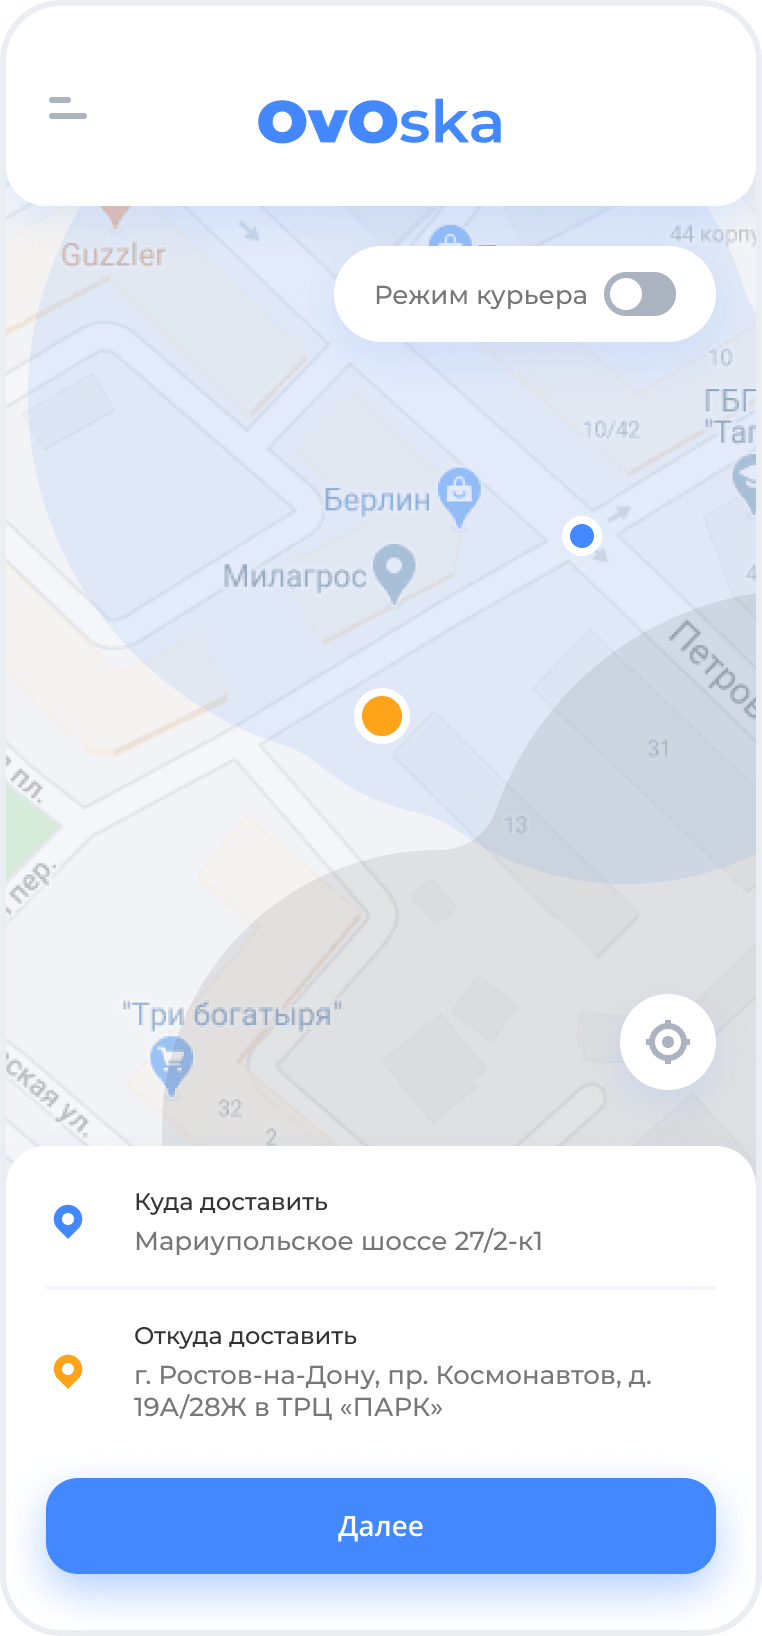 OvOska
Guzzler
44 корпу
Режим курьера
10
ГБГ
10/42
"Таг
Берлин
Милагрос
Петров
31
пл.
13
пер.
"Три богатыря"
ская ул.
32
2
Куда доставить
Мариупольское шоссе 27/2-к1
Откуда доставить
г. Ростов-на-Дону, пр. Космонавтов, д.
19А/28Ж в ТРЦ «ПАРК»
Далее